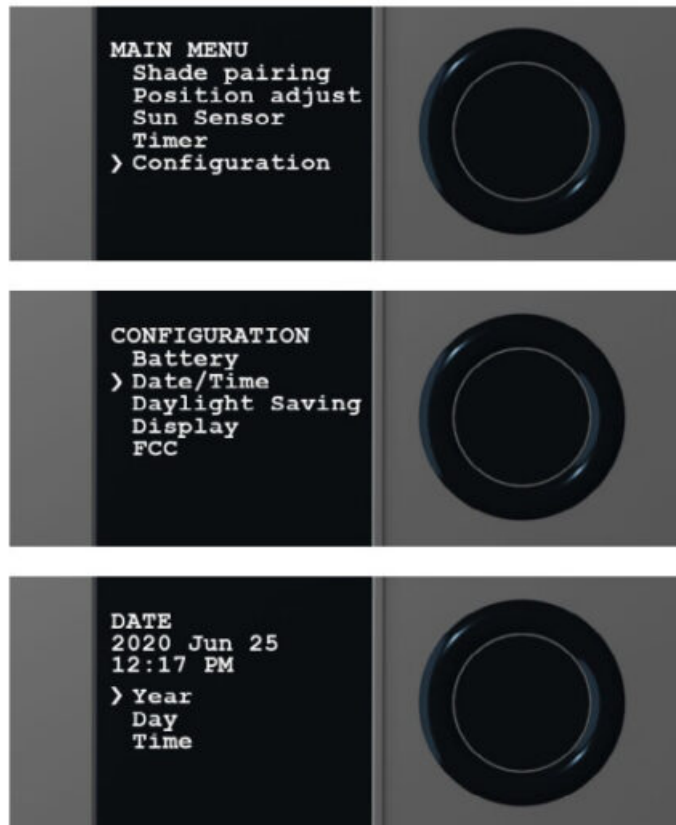 MAIN MENU
Shade pairing
Position adjust
Sun Sensor
Timer
❯ Configuration
CONFIGURATION
Battery
❯ Date/Time
Daylight Saving
Display
FCC
DATE
2020 Jun 25
12:17 PM
❯ Year
Day
Time